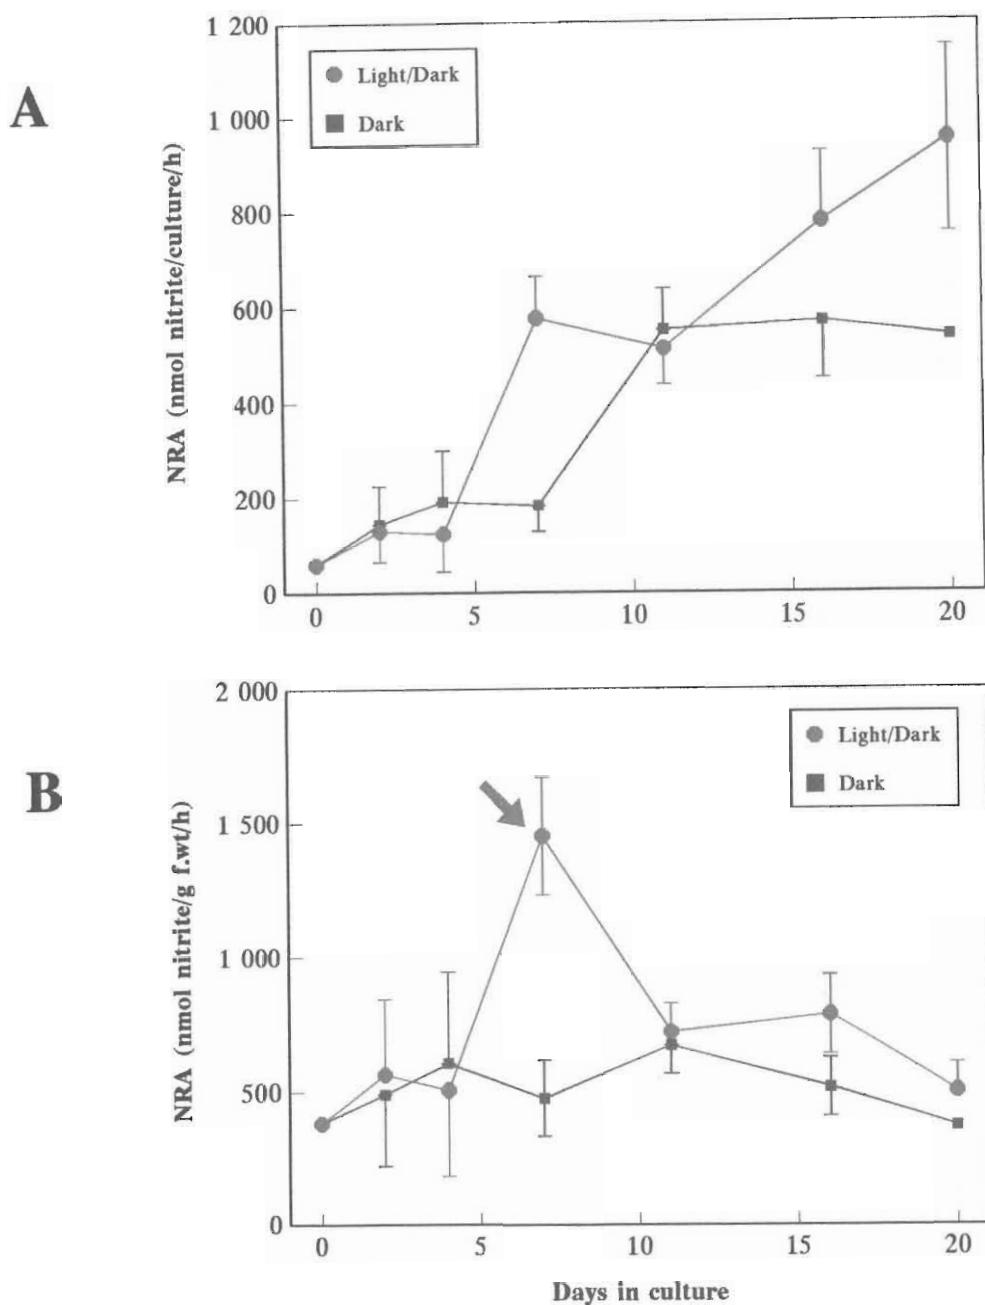 A
NRA (nmol nitrite/culture/h)
1 200
1 000
800
600
400
200
0
Light/Dark
Dark
0 5 10 15 20
B
NRA (nmol nitrite/g f.wt/h)
2 000
1 500
1 000
500
0
Light/Dark
Dark
0 5 10 15 20
Days in culture